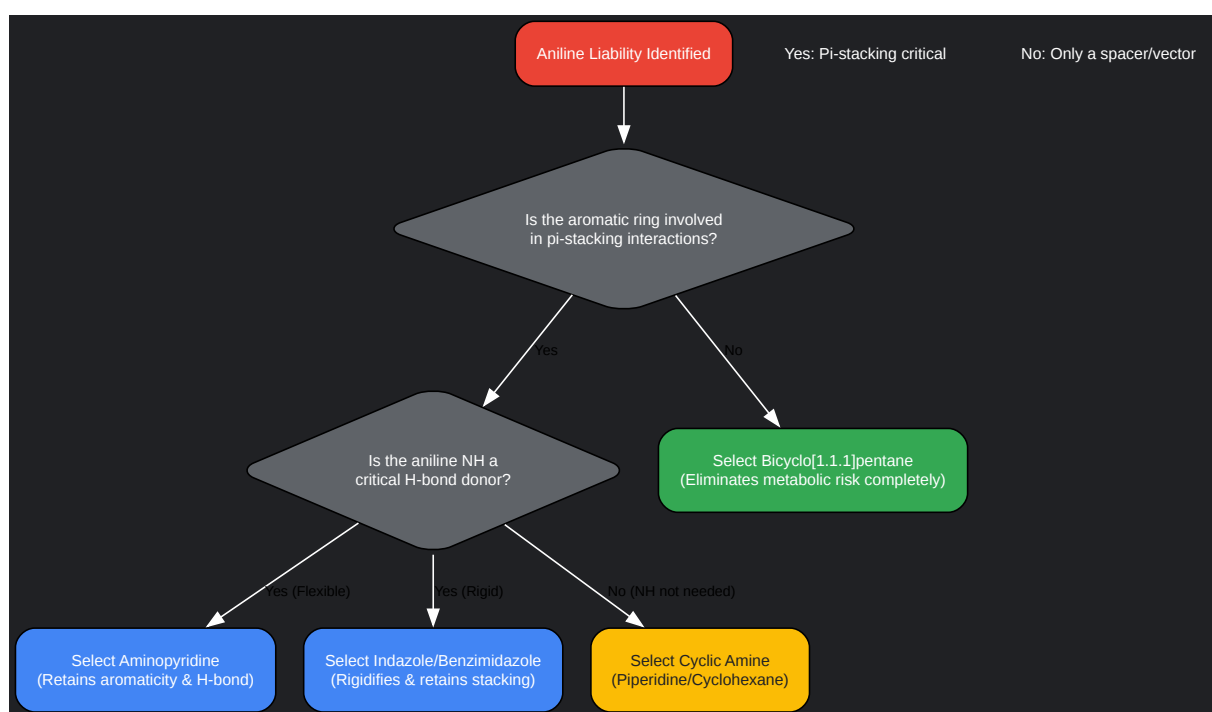 Aniline Liability Identified
Yes: Pi-stacking critical
No: Only a spacer/vector
Is the aromatic ring involved
in pi-stacking interactions?
Yes
No
Is the aniline NH a
critical H-bond donor?
Select Bicyclo[1.1.1]pentane
(Eliminates metabolic risk completely)
Yes (Flexible)
Yes (Rigid)
No (NH not needed)
Select Aminopyridine
(Retains aromaticity & H-bond)
Select Indazole/Benzimidazole
(Rigidifies & retains stacking)
Select Cyclic Amine
(Piperidine/Cyclohexane)